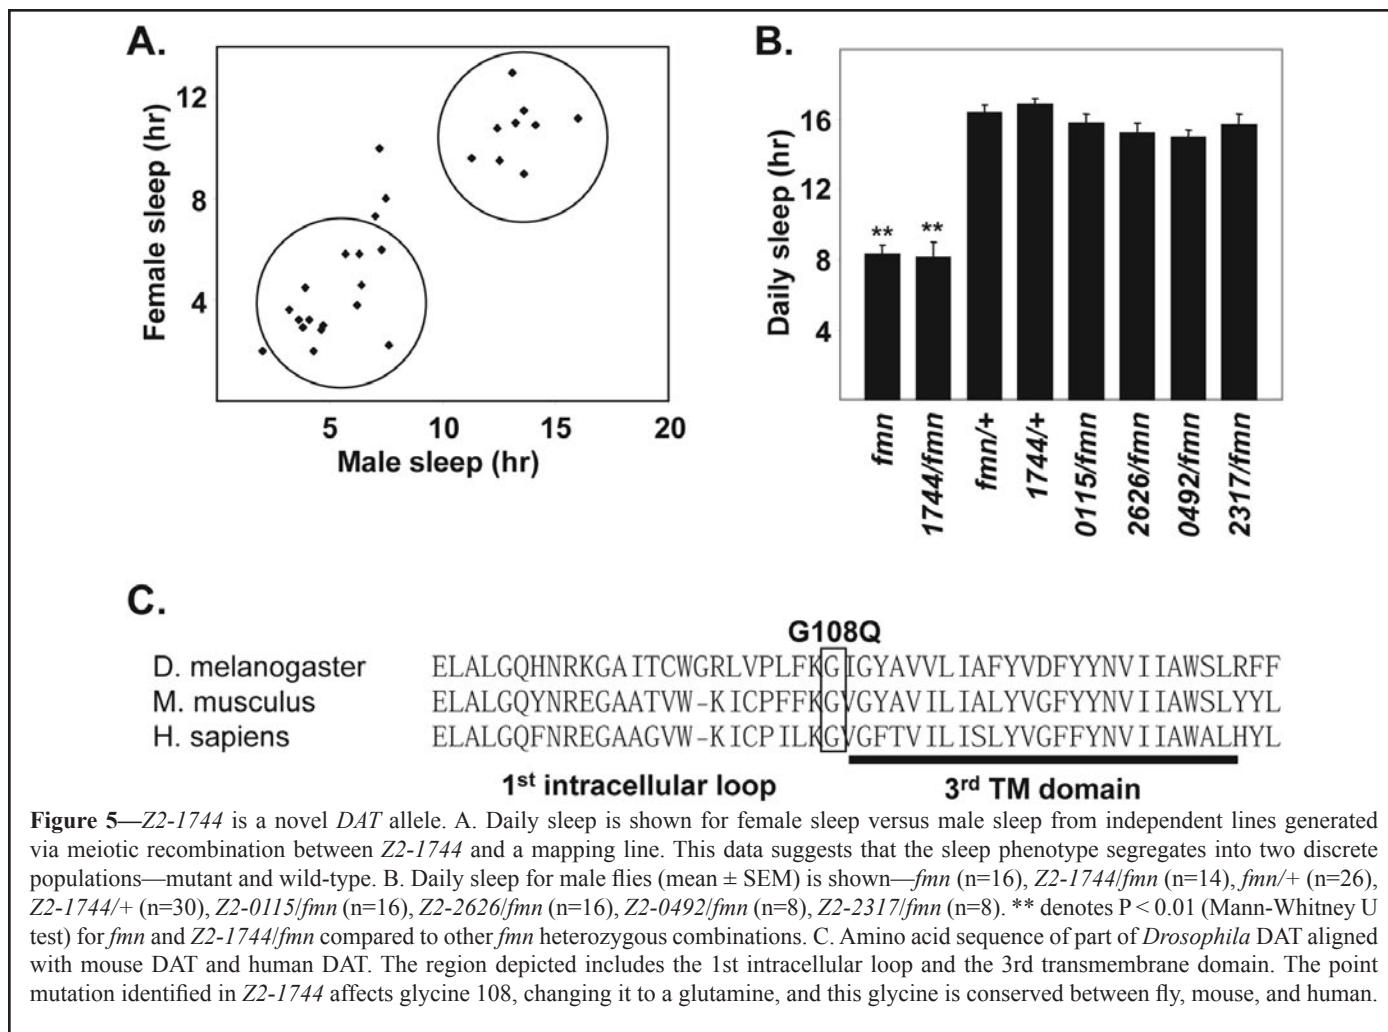 A.
Female sleep (hr)
12
8
4
5 10 15 20
Male sleep (hr)
B.
Daily sleep (hr)
16
12
8
4
** **
fmn
1744/fmn
fmn/+
1744/+
0115/fmn
2626/fmn
0492/fmn
2317/fmn
C.
G108Q
D. melanogaster ELALGQHNRKGAITCWGRLVPLFKGIGYAVVLIAFYVDFYYNVIIAWSLRFF
M. musculus ELALGQYNREGAATVW-KICPFFKGVGYAVILIALYVGFYYNVIIAWSLYYL
H. sapiens ELALGQFNREGAAGVW-KICPILKGVGFTVILISLYVGFFYNVIIAWALHYL
1st intracellular loop 3rd TM domain
Figure 5—Z2-1744 is a novel DAT allele. A. Daily sleep is shown for female sleep versus male sleep from independent lines generated
via meiotic recombination between Z2-1744 and a mapping line. This data suggests that the sleep phenotype segregates into two discrete
populations—mutant and wild-type. B. Daily sleep for male flies (mean ± SEM) is shown—fmn (n=16), Z2-1744/fmn (n=14), fmn/+ (n=26),
Z2-1744/+ (n=30), Z2-0115/fmn (n=16), Z2-2626/fmn (n=16), Z2-0492/fmn (n=8), Z2-2317/fmn (n=8). ** denotes P < 0.01 (Mann-Whitney U
test) for fmn and Z2-1744/fmn compared to other fmn heterozygous combinations. C. Amino acid sequence of part of Drosophila DAT aligned
with mouse DAT and human DAT. The region depicted includes the 1st intracellular loop and the 3rd transmembrane domain. The point
mutation identified in Z2-1744 affects glycine 108, changing it to a glutamine, and this glycine is conserved between fly, mouse, and human.